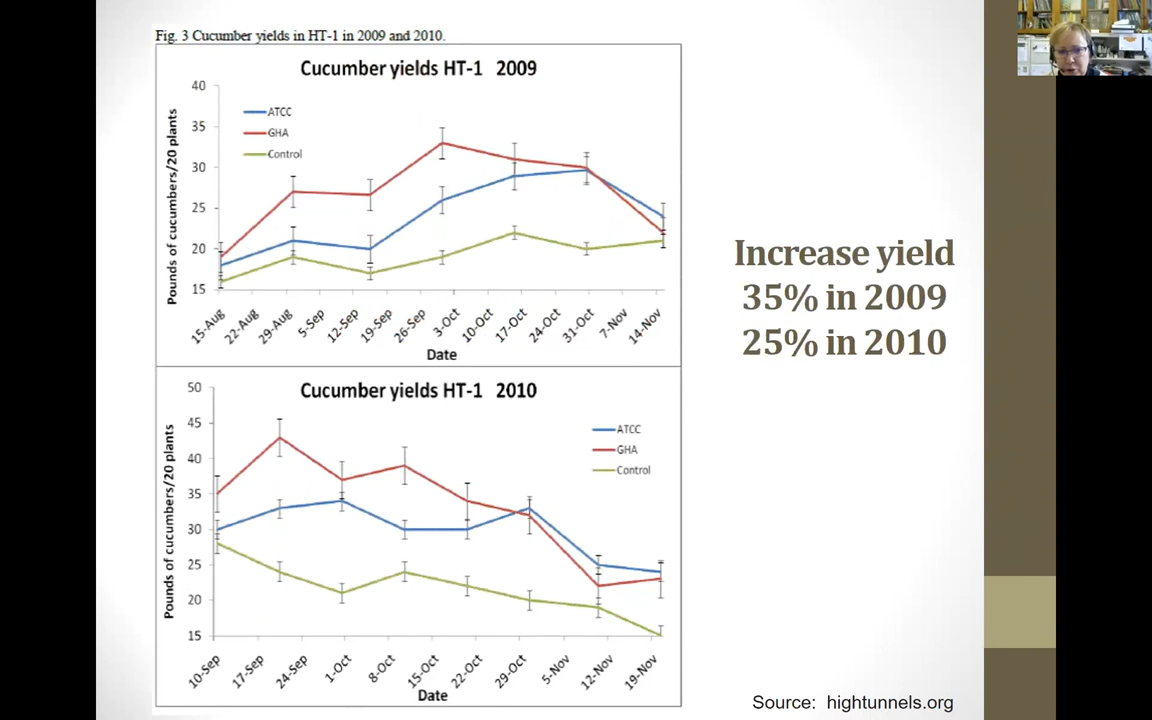 Fig. 3 Cucumber yields in HT-1 in 2009 and 2010.
Cucumber yields HT-1 2009
Pounds of cucumbers/20 plants
40
35
30
25
20
15
ATCC
GHA
Control
15-Aug
22-Aug
29-Aug
5-Sep
12-Sep
19-Sep
26-Sep
3-Oct
10-Oct
17-Oct
24-Oct
31-Oct
7-Nov
14-Nov
Date
Cucumber yields HT-1 2010
Pounds of cucumbers/20 plants
50
45
40
35
30
25
20
15
ATCC
GHA
Control
10-Sep
17-Sep
24-Sep
1-Oct
8-Oct
15-Oct
22-Oct
29-Oct
5-Nov
12-Nov
19-Nov
Date
Increase yield
35% in 2009
25% in 2010
Source: hightunnels.org